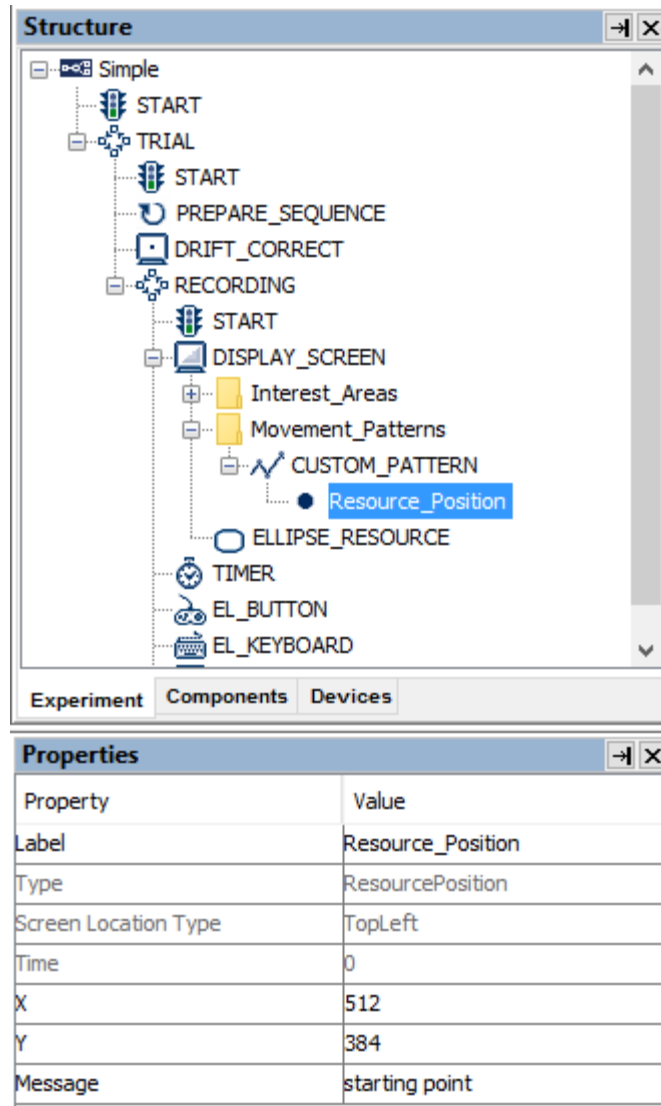 Structure
Simple
START
TRIAL
START
PREPARE_SEQUENCE
DRIFT_CORRECT
RECORDING
START
DISPLAY_SCREEN
Interest_Areas
Movement_Patterns
CUSTOM_PATTERN
Resource_Position
ELLIPSE_RESOURCE
TIMER
EL_BUTTON
EL_KEYBOARD
Experiment Components Devices
Properties
Property Value
Label Resource_Position
Type ResourcePosition
Screen Location Type TopLeft
Time 0
X 512
Y 384
Message starting point